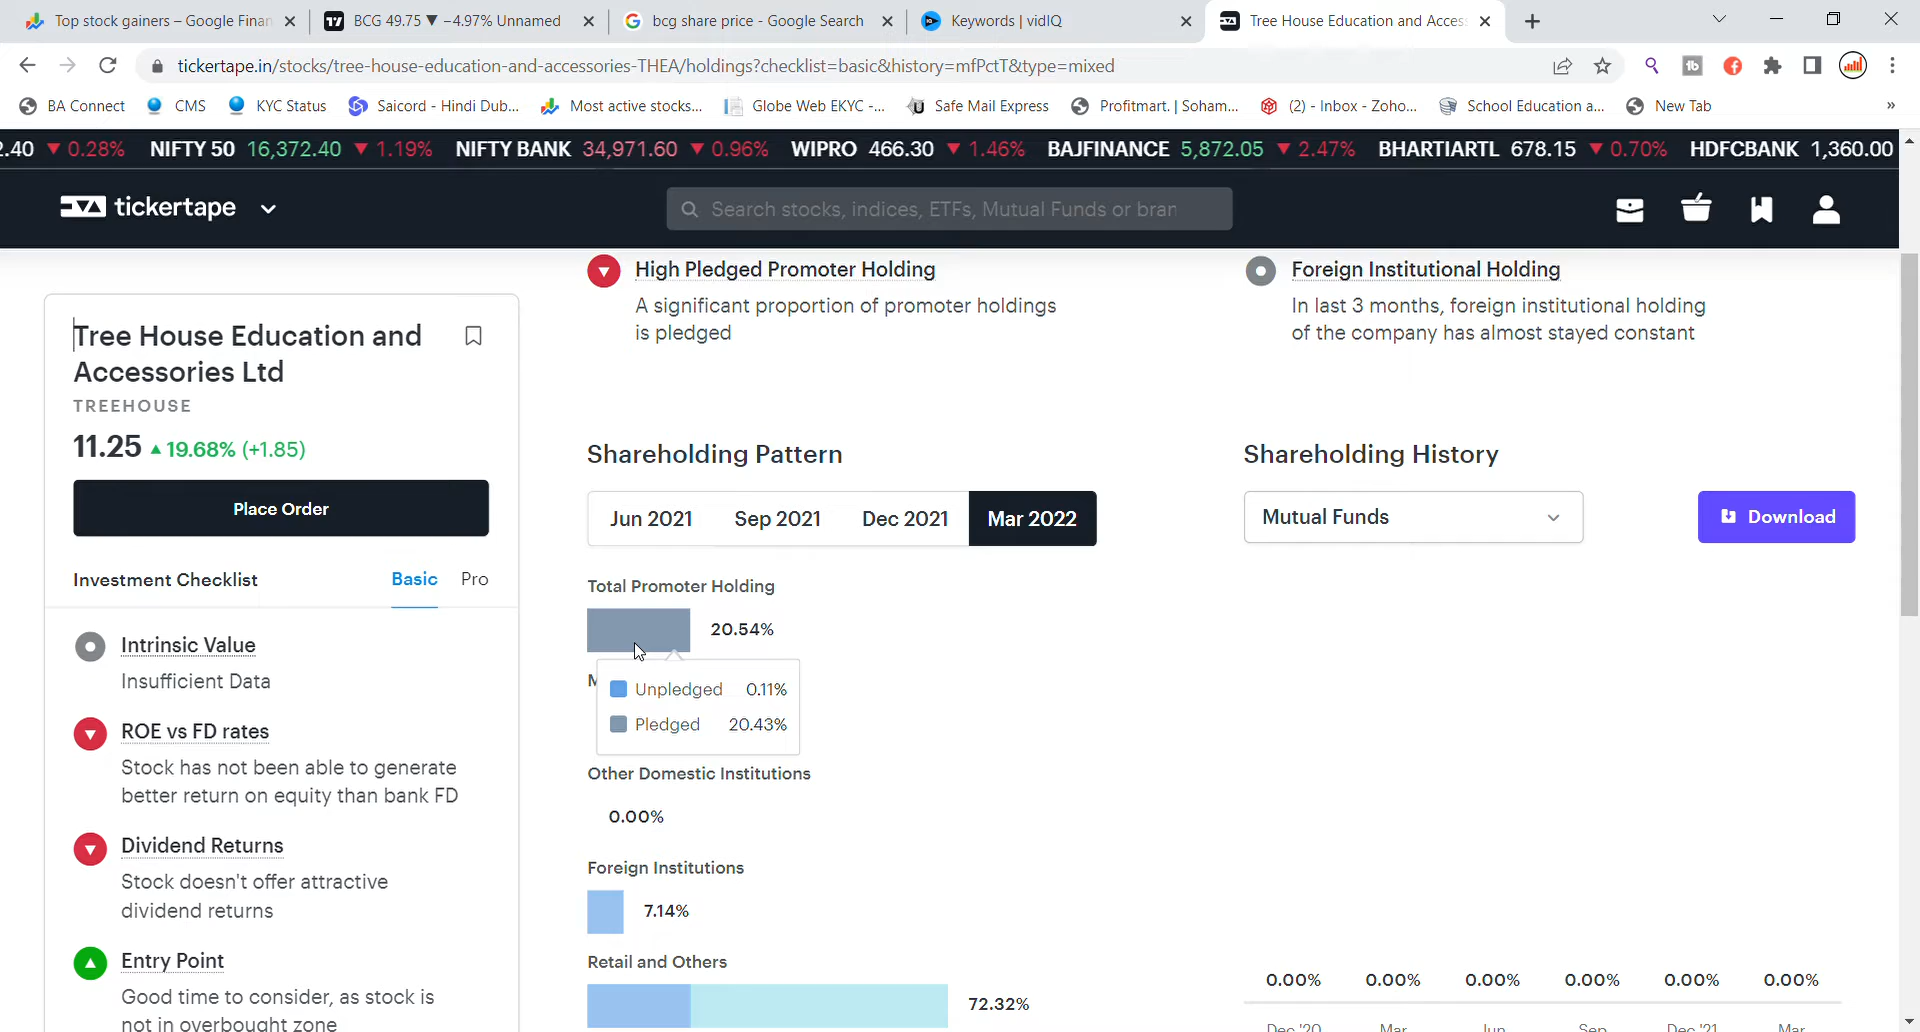 Top stock gainers – Google Finan
BCG 49.75 ▼ −4.97% Unnamed
bcg share price - Google Search
Keywords | vidIQ
Tree House Education and Access
tickertape.in/stocks/tree-house-education-and-accessories-THEA/holdings?checklist=basic&history=mfPctT&type=mixed
BA Connect
CMS
KYC Status
Saicord - Hindi Dub...
Most active stocks...
Globe Web EKYC -...
Safe Mail Express
Profitmart. | Soham...
(2) - Inbox - Zoho...
School Education a...
New Tab
»
2.40 ▼ 0.28% NIFTY 50 16,372.40 ▼ 1.19% NIFTY BANK 34,971.60 ▼ 0.96% WIPRO 466.30 ▼ 1.46% BAJFINANCE 5,872.05 ▼ 2.47% BHARTIARTL 678.15 ▼ 0.70% HDFCBANK 1,360.00
tickertape
Search stocks, indices, ETFs, Mutual Funds or bran
High Pledged Promoter Holding
A significant proportion of promoter holdings
is pledged
Foreign Institutional Holding
In last 3 months, foreign institutional holding
of the company has almost stayed constant
Tree House Education and
Accessories Ltd
TREEHOUSE
11.25 ▲ 19.68% (+1.85)
Place Order
Investment Checklist
Basic
Pro
Intrinsic Value
Insufficient Data
ROE vs FD rates
Stock has not been able to generate
better return on equity than bank FD
Dividend Returns
Stock doesn't offer attractive
dividend returns
Entry Point
Good time to consider, as stock is
not in overbought zone
Shareholding Pattern
Jun 2021
Sep 2021
Dec 2021
Mar 2022
Total Promoter Holding
20.54%
M
Unpledged 0.11%
Pledged 20.43%
Other Domestic Institutions
0.00%
Foreign Institutions
7.14%
Retail and Others
72.32%
Shareholding History
Mutual Funds
Download
0.00% 0.00% 0.00% 0.00% 0.00% 0.00%
Dec '20 Mar Jun Sep Dec '21 Mar